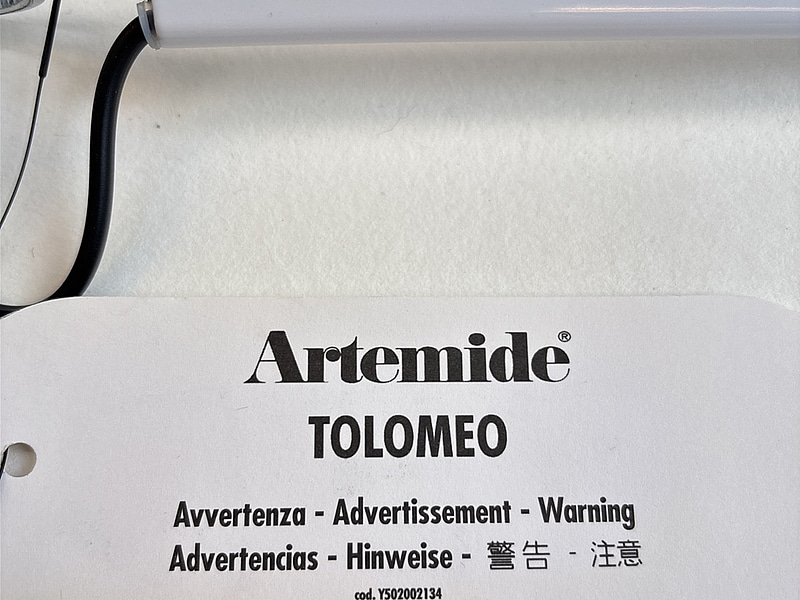 Artemide®
TOLOMEO
Avvertenza - Advertissement - Warning
Advertencias - Hinweise - 警告 - 注意
cod. Y502002134